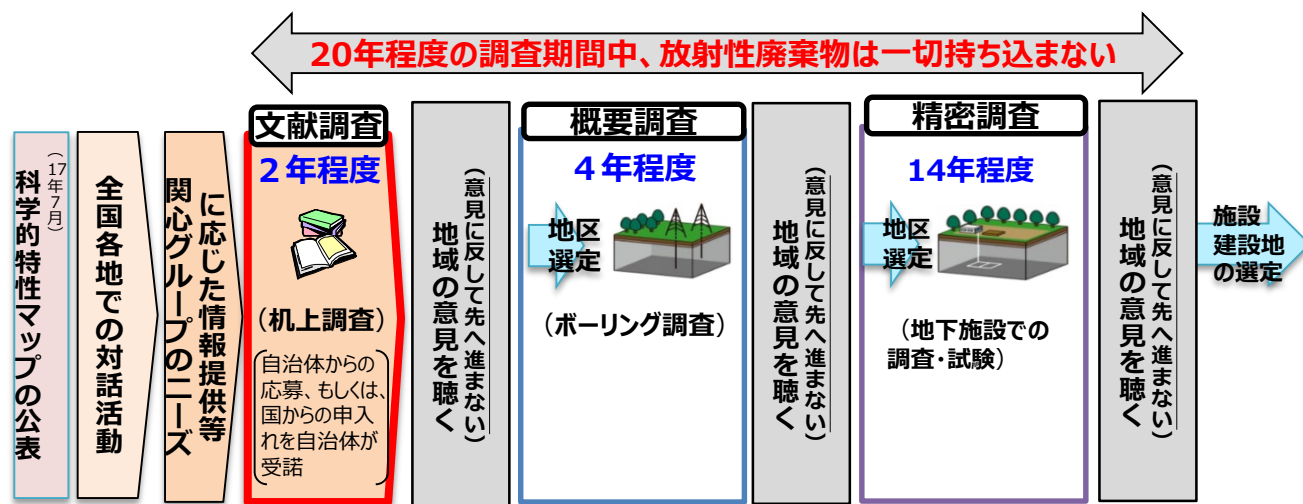 20年程度の調査期間中、放射性廃棄物は一切持ち込まない
科学的特性マップの公表
（17年7月）
全国各地での対話活動
関心グループのニーズ
に応じた情報提供等
文献調査
２年程度
（机上調査）
自治体からの
応募、もしくは、
国からの申入
れを自治体が
受諾
地域の意見を聴く
（意見に反して先へ進まない）
概要調査
４年程度
地区
選定
（ボーリング調査）
地域の意見を聴く
（意見に反して先へ進まない）
精密調査
14年程度
地区
選定
（地下施設での
調査・試験）
地域の意見を聴く
（意見に反して先へ進まない）
施設
建設地
の選定